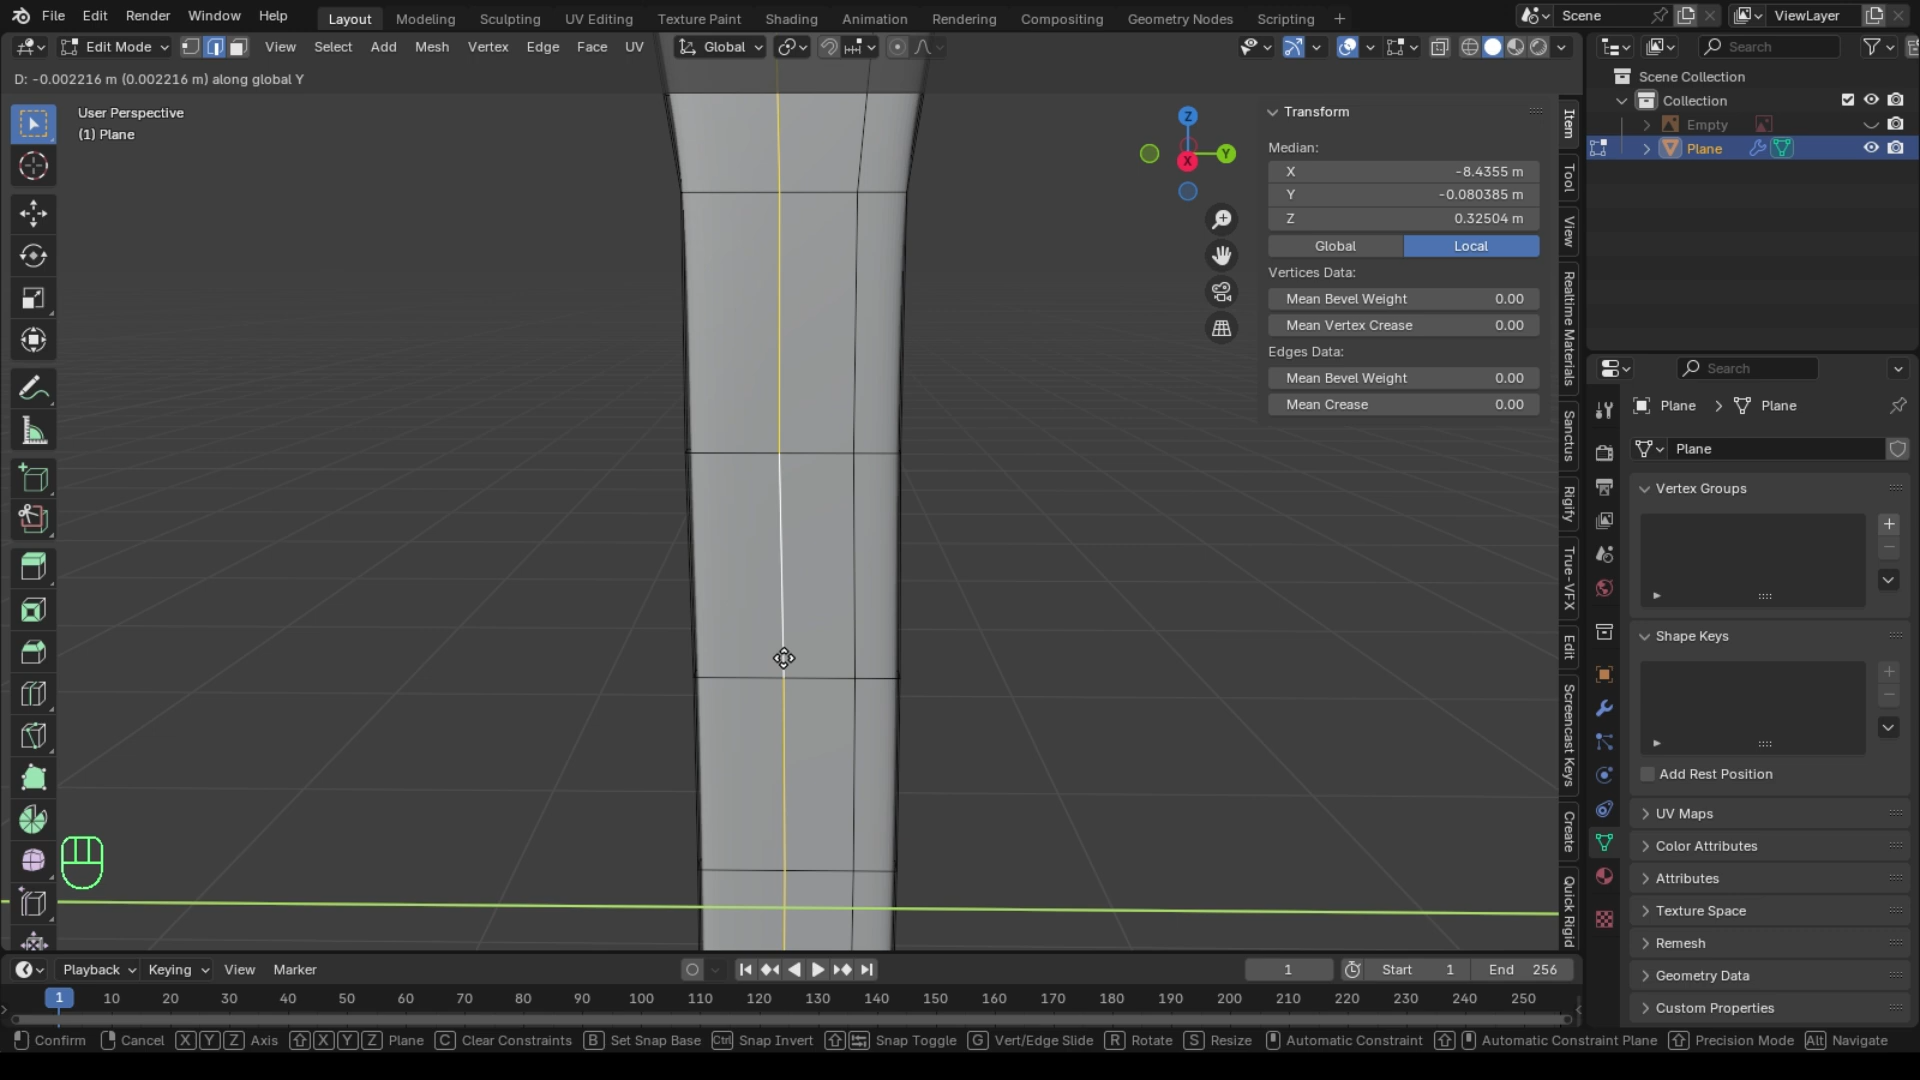 File Edit Render Window Help Layout Modeling Sculpting UV Editing Texture Paint Shading Animation Rendering Compositing Geometry Nodes Scripting + Scene ViewLayer
Edit Mode View Select Add Mesh Vertex Edge Face UV Global Search
D: -0.002216 m (0.002216 m) along global Y
User Perspective
(1) Plane
Z
Y
X
Transform
Median:
X -8.4355 m
Y -0.080385 m
Z 0.32504 m
Global Local
Vertices Data:
Mean Bevel Weight 0.00
Mean Vertex Crease 0.00
Edges Data:
Mean Bevel Weight 0.00
Mean Crease 0.00
Item
Tool
View
Realtime Materials
Sanctus
Rigify
True-VFX
Edit
Screencast Keys
Create
Quick Rigid
Scene Collection
Collection
Empty
Plane
Search
Plane > Plane
Plane
Vertex Groups
Shape Keys
Add Rest Position
UV Maps
Color Attributes
Attributes
Texture Space
Remesh
Geometry Data
Custom Properties
Playback Keying View Marker 1 Start 1 End 256
1 10 20 30 40 50 60 70 80 90 100 110 120 130 140 150 160 170 180 190 200 210 220 230 240 250
Confirm Cancel X Y Z Axis X Y Z Plane C Clear Constraints B Set Snap Base Ctrl Snap Invert Snap Toggle G Vert/Edge Slide R Rotate S Resize Automatic Constraint Automatic Constraint Plane Precision Mode Alt Navigate